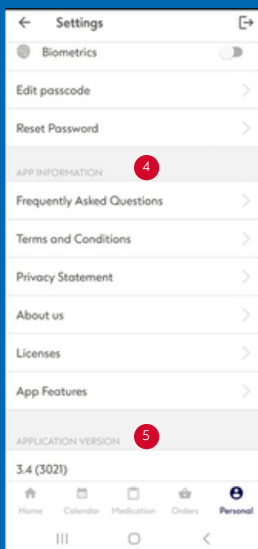 Settings
Biometrics
Edit passcode
Reset Password
APP INFORMATION 4
Frequently Asked Questions
Terms and Conditions
Privacy Statement
About us
Licenses
App Features
APPLICATION VERSION 5
3.4 (3021)
Home Calendar Medication Orders Personal